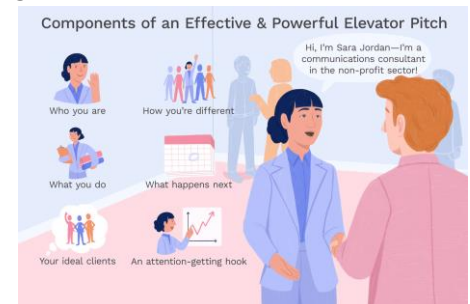 Components of an Effective & Powerful Elevator Pitch
Hi, I'm Sara Jordan—I'm a
communications consultant
in the non-profit sector!
Who you are
How you're different
What you do
What happens next
Your ideal clients
An attention-getting hook